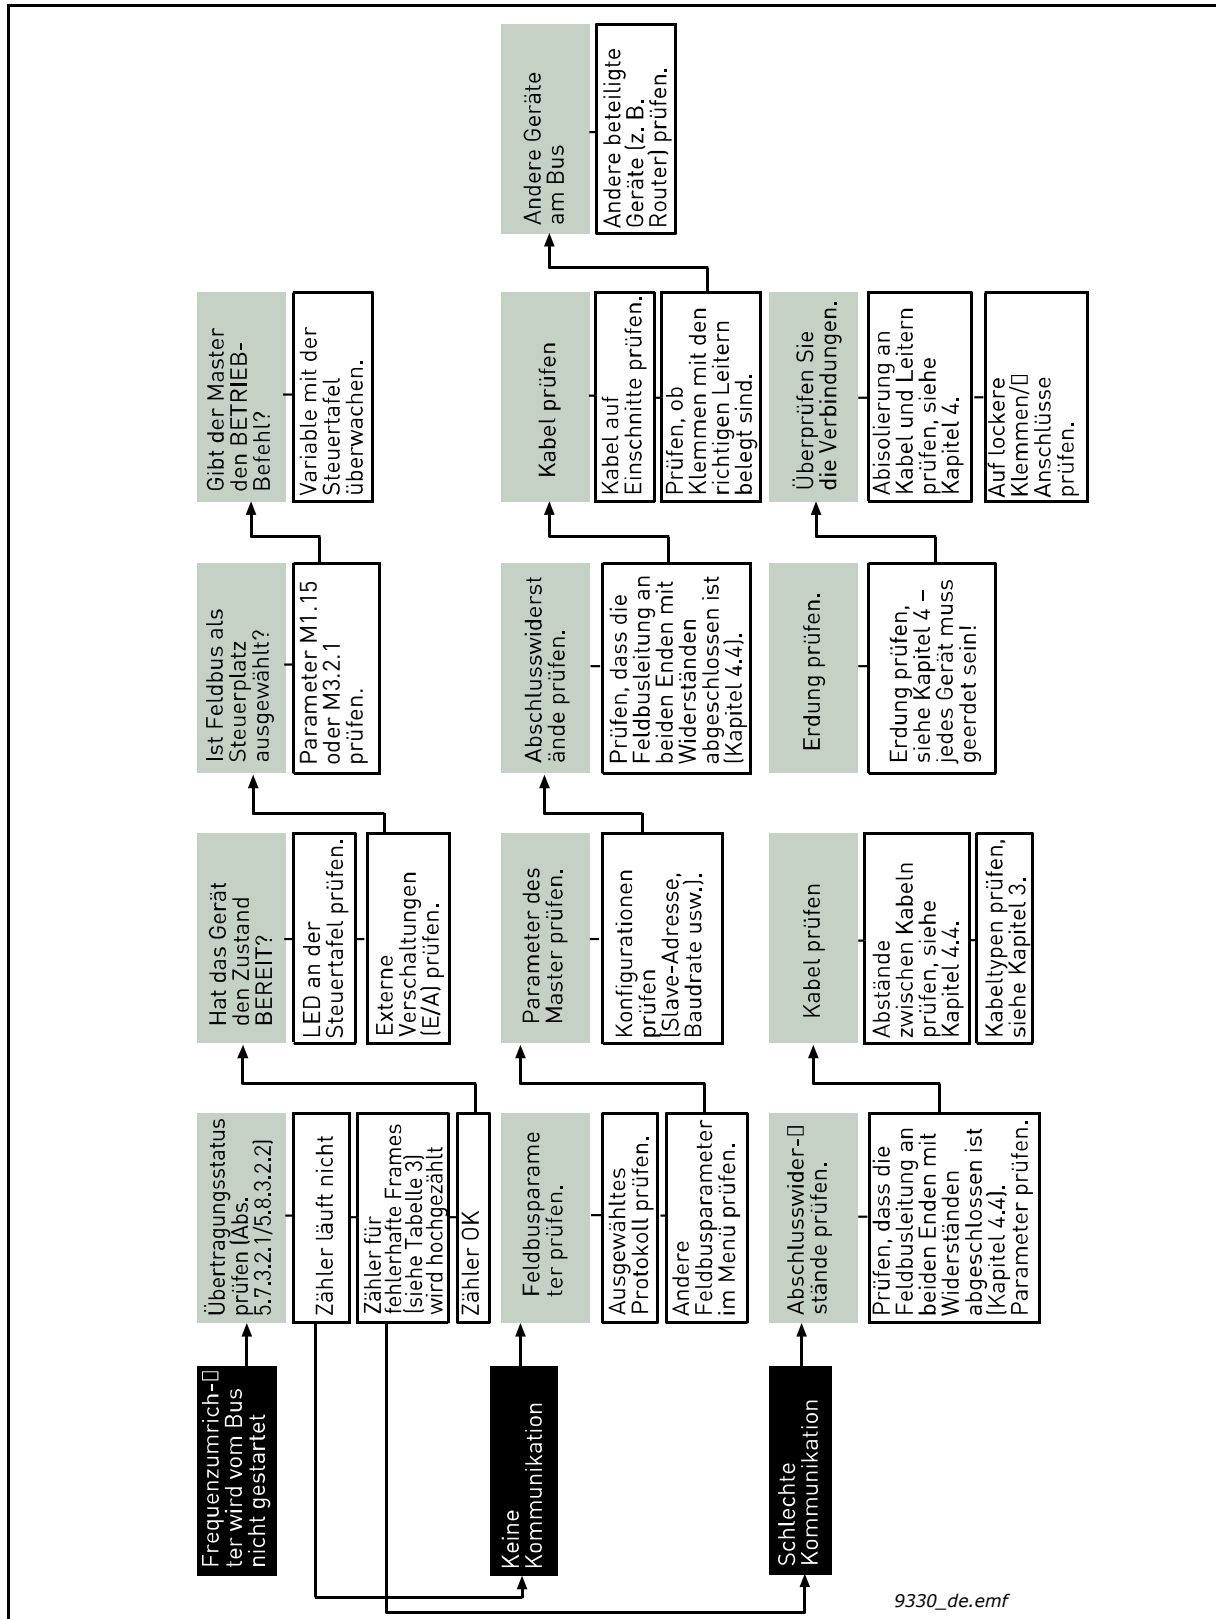 Frequenzumrich-▯
ter wird vom Bus
nicht gestartet
Übertragungsstatus
prüfen (Abs.
5.7.3.2.1/5.8.3.2.2)
Zähler läuft nicht
Zähler für
fehlerhafte Frames
(siehe Tabelle 3)
wird hochgezählt
Zähler OK
Hat das Gerät
den Zustand
BEREIT?
LED an der
Steuertafel prüfen.
Externe
Verschaltungen
(E/A) prüfen.
Ist Feldbus als
Steuerplatz
ausgewählt?
Parameter M1.15
oder M3.2.1
prüfen.
Gibt der Master
den BETRIEB-
Befehl?
Variable mit der
Steuertafel
überwachen.
Keine
Kommunikation
Feldbusparame
ter prüfen.
Ausgewähltes
Protokoll prüfen.
Andere
Feldbusparameter
im Menü prüfen.
Parameter des
Master prüfen.
Konfigurationen
prüfen
(Slave-Adresse,
Baudrate usw.).
Abschlusswiderst
ände prüfen.
Prüfen, dass die
Feldbusleitung an
beiden Enden mit
Widerständen
abgeschlossen ist
(Kapitel 4.4).
Kabel prüfen
Kabel auf
Einschnitte prüfen.
Prüfen, ob
Klemmen mit den
richtigen Leitern
belegt sind.
Andere Geräte
am Bus
Andere beteiligte
Geräte (z. B.
Router) prüfen.
Schlechte
Kommunikation
Abschlusswider-▯
stände prüfen.
Prüfen, dass die
Feldbusleitung an
beiden Enden mit
Widerständen
abgeschlossen ist
(Kapitel 4.4).
Parameter prüfen.
Kabel prüfen
Abstände
zwischen Kabeln
prüfen, siehe
Kapitel 4.4.
Kabeltypen prüfen,
siehe Kapitel 3.
Erdung prüfen.
Erdung prüfen,
siehe Kapitel 4 –
jedes Gerät muss
geerdet sein!
Überprüfen Sie
die Verbindungen.
Abisolierung an
Kabel und Leitern
prüfen, siehe
Kapitel 4.
Auf lockere
Klemmen/▯
Anschlüsse
prüfen.
9330_de.emf